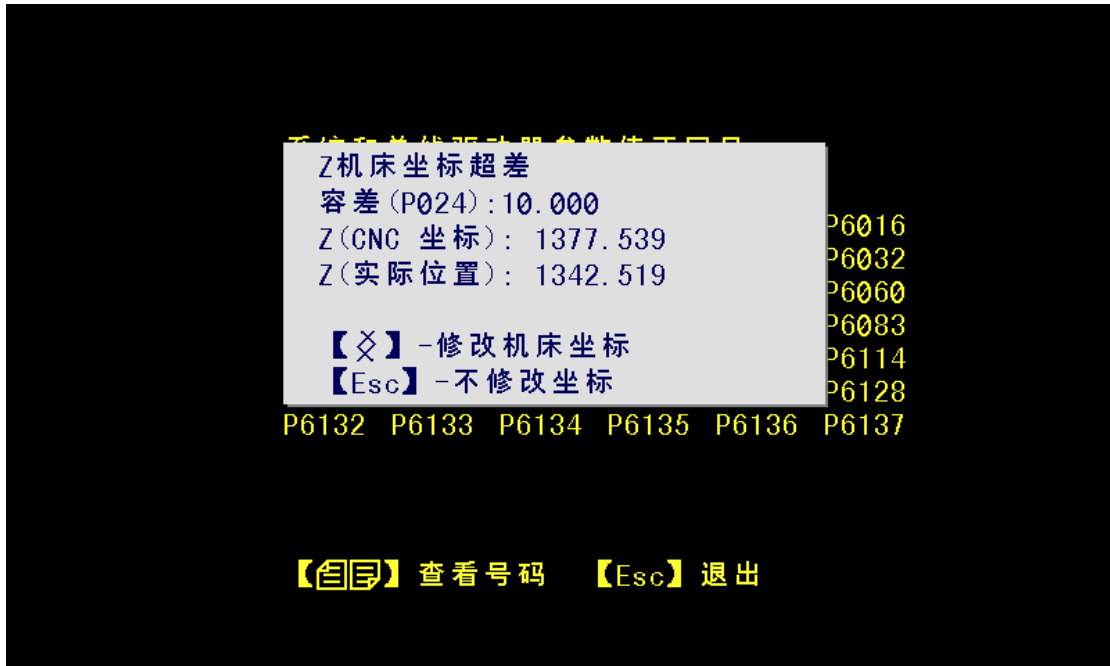 Z机床坐标超差
容差(P024):10.000
Z(CNC 坐标): 1377.539
P6016
Z(实际位置): 1342.519
P6032
P6060
P6083
【】-修改机床坐标
P6114
【Esc】-不修改坐标
P6128
P6132 P6133 P6134 P6135 P6136 P6137
【】查看号码 【Esc】退出